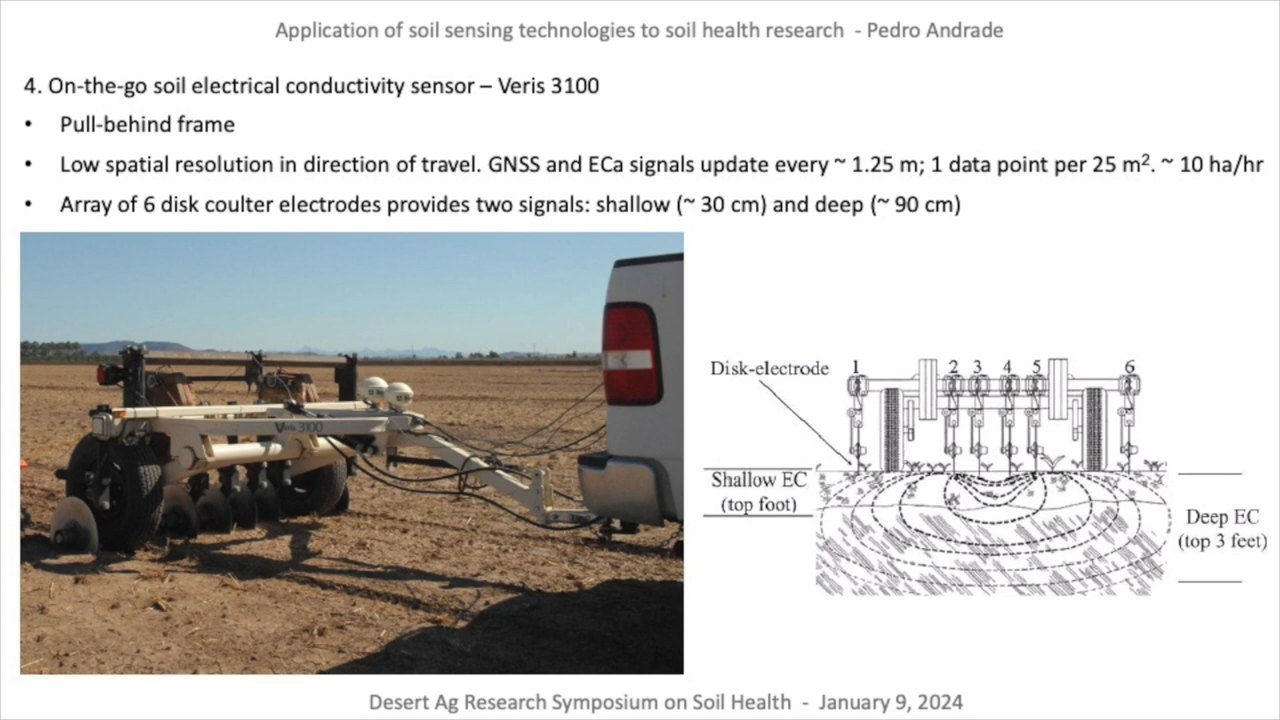 Application of soil sensing technologies to soil health research - Pedro Andrade
4. On-the-go soil electrical conductivity sensor – Veris 3100
• Pull-behind frame
• Low spatial resolution in direction of travel. GNSS and ECa signals update every ~ 1.25 m; 1 data point per 25 m². ~ 10 ha/hr
• Array of 6 disk coulter electrodes provides two signals: shallow (~ 30 cm) and deep (~ 90 cm)
Veris 3100
Disk-electrode
1 2 3 4 5 6
Shallow EC
(top foot)
Deep EC
(top 3 feet)
Desert Ag Research Symposium on Soil Health - January 9, 2024